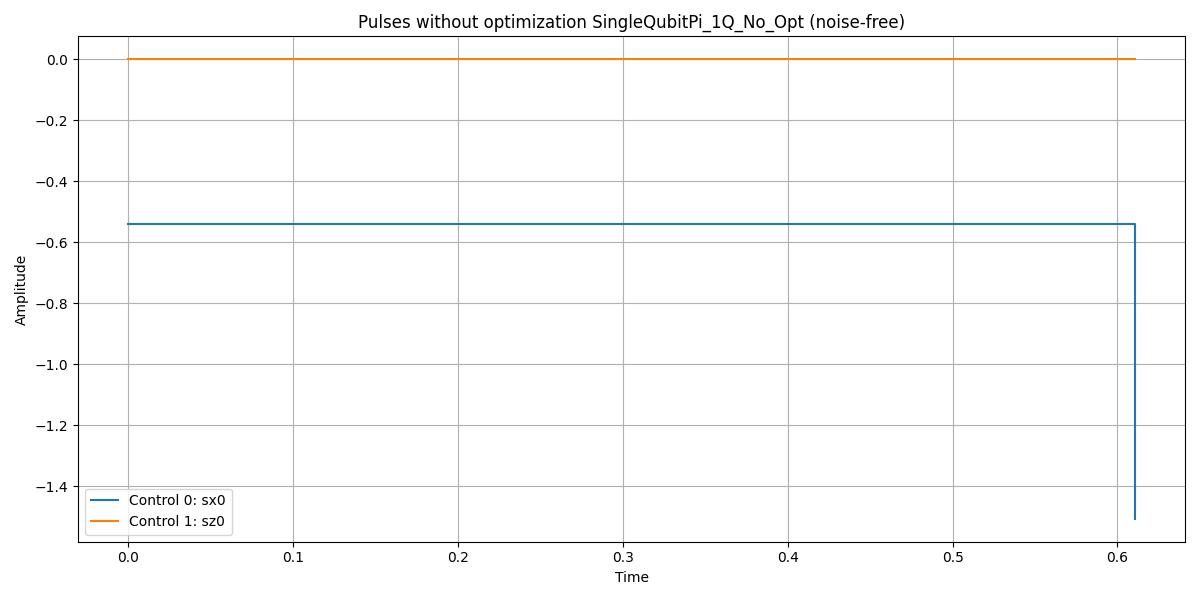 Pulses without optimization SingleQubitPi_1Q_No_Opt (noise-free)
Amplitude
0.0
−0.2
−0.4
−0.6
−0.8
−1.0
−1.2
−1.4
Control 0: sx0
Control 1: sz0
0.0 0.1 0.2 0.3 0.4 0.5 0.6
Time